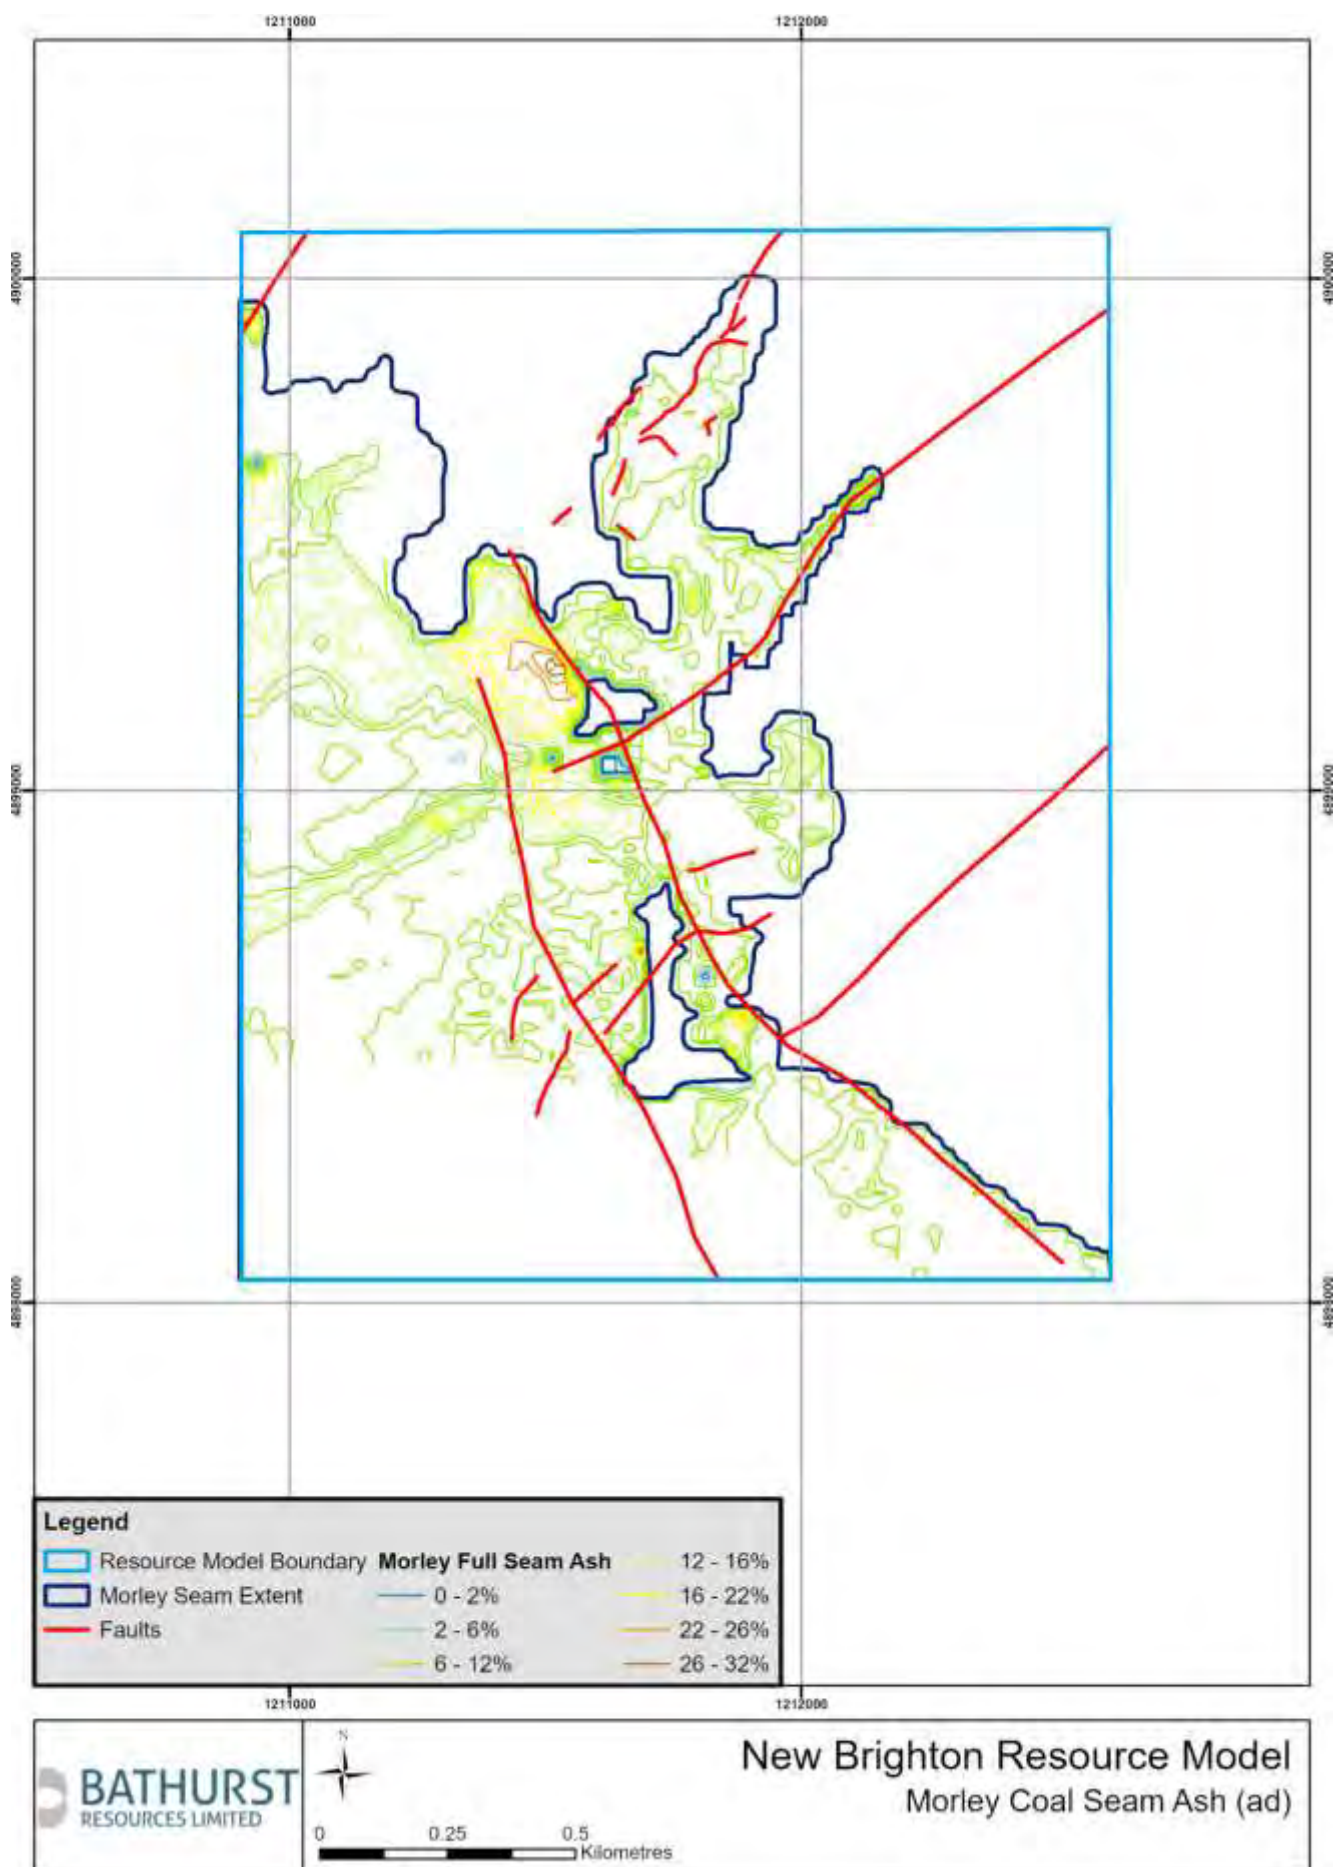 1211000
1212000
4900000
4900000
4899000
4899000
4898000
4898000
Legend
Resource Model Boundary
Morley Seam Extent
Faults
Morley Full Seam Ash
0 - 2%
2 - 6%
6 - 12%
12 - 16%
16 - 22%
22 - 26%
26 - 32%
1211000
1212000
BATHURST
RESOURCES LIMITED
N
0 0.25 0.5
Kilometres
New Brighton Resource Model
Morley Coal Seam Ash (ad)